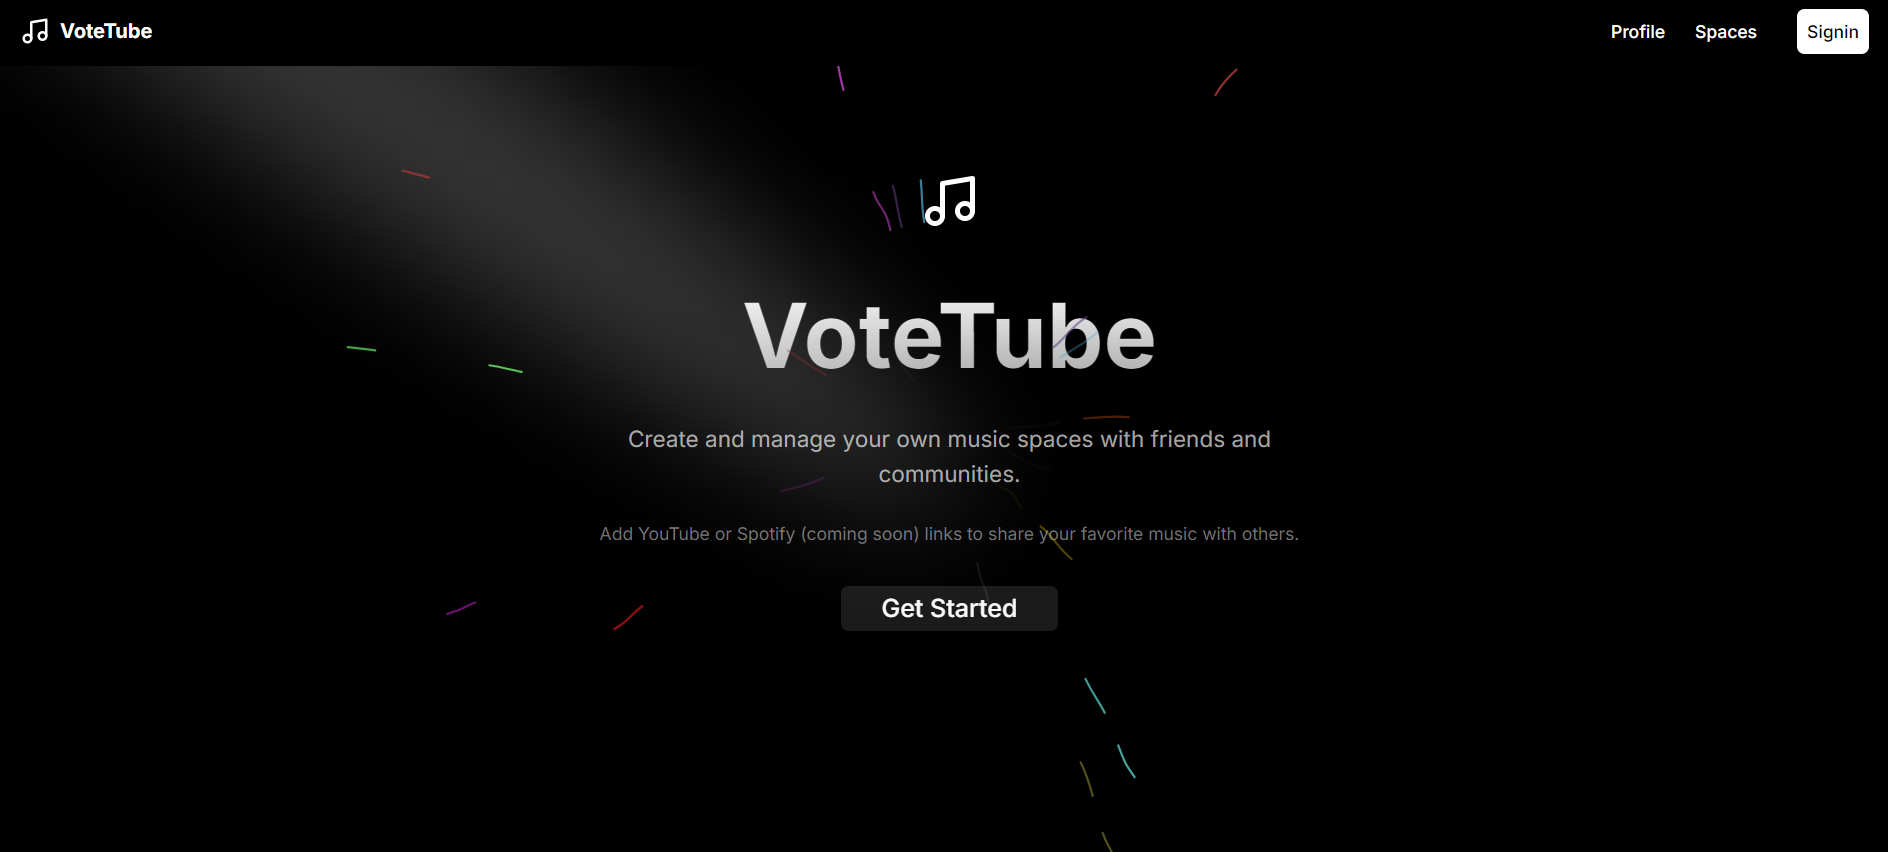 VoteTube
Profile
Spaces
Signin
VoteTube
Create and manage your own music spaces with friends and
communities.
Add YouTube or Spotify (coming soon) links to share your favorite music with others.
Get Started